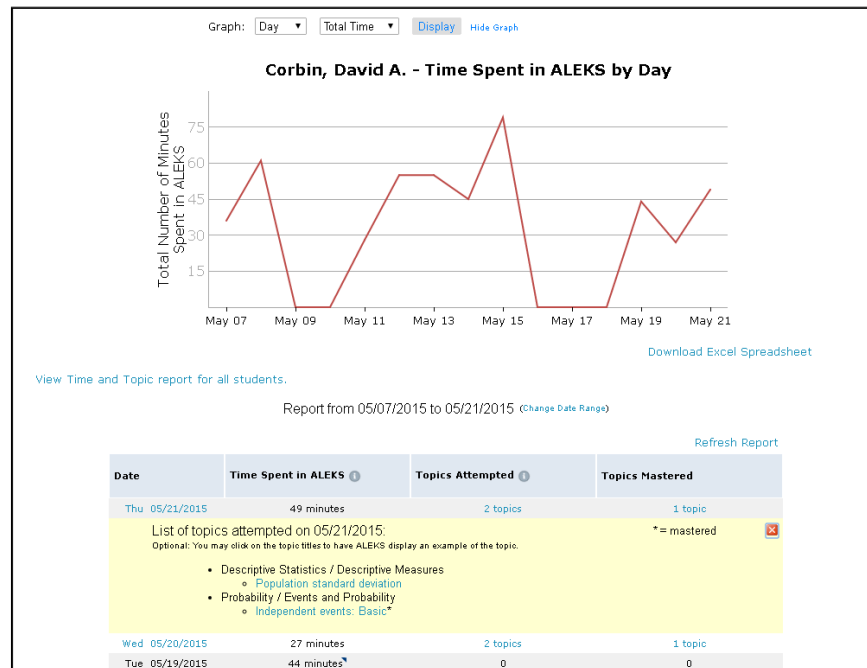 Graph: Day ▼ Total Time ▼ Display Hide Graph
Corbin, David A. - Time Spent in ALEKS by Day
Total Number of Minutes
Spent in ALEKS
75
60
45
30
15
May 07 May 09 May 11 May 13 May 15 May 17 May 19 May 21
Download Excel Spreadsheet
View Time and Topic report for all students.
Report from 05/07/2015 to 05/21/2015 (Change Date Range)
Refresh Report
Date Time Spent in ALEKS i Topics Attempted i Topics Mastered
Thu 05/21/2015 49 minutes 2 topics 1 topic
List of topics attempted on 05/21/2015: * = mastered
Optional: You may click on the topic titles to have ALEKS display an example of the topic.
• Descriptive Statistics / Descriptive Measures
Population standard deviation
• Probability / Events and Probability
Independent events: Basic*
Wed 05/20/2015 27 minutes 2 topics 1 topic
Tue 05/19/2015 44 minutes 0 0